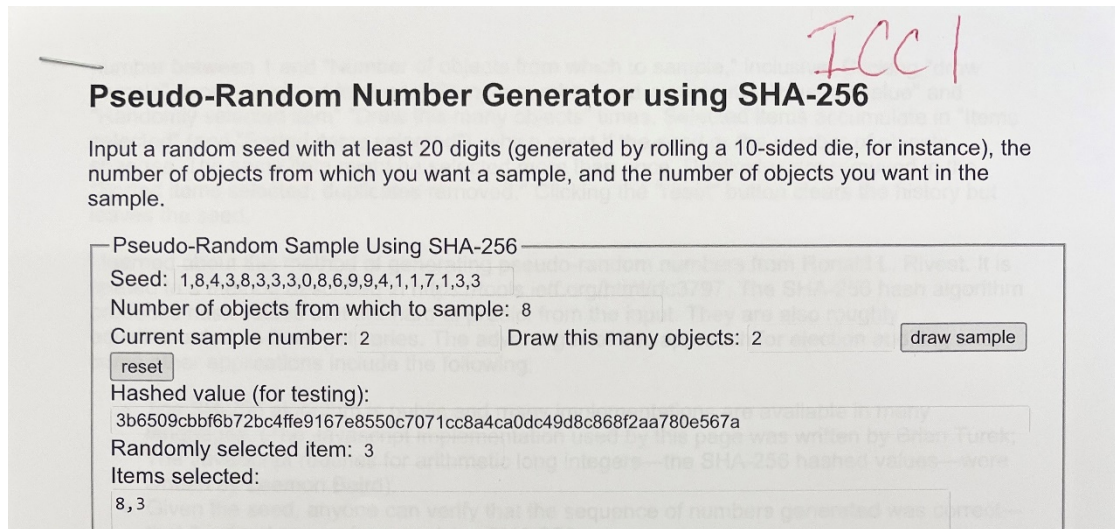 ICC1
Pseudo-Random Number Generator using SHA-256
Input a random seed with at least 20 digits (generated by rolling a 10-sided die, for instance), the
number of objects from which you want a sample, and the number of objects you want in the
sample.
Pseudo-Random Sample Using SHA-256
Seed: 1,8,4,3,8,3,3,3,0,8,6,9,9,4,1,1,7,1,3,3
Number of objects from which to sample: 8
Current sample number: 2 Draw this many objects: 2 draw sample
reset
Hashed value (for testing):
3b6509cbbf6b72bc4ffe9167e8550c7071cc8a4ca0dc49d8c868f2aa780e567a
Randomly selected item: 3
Items selected:
8,3